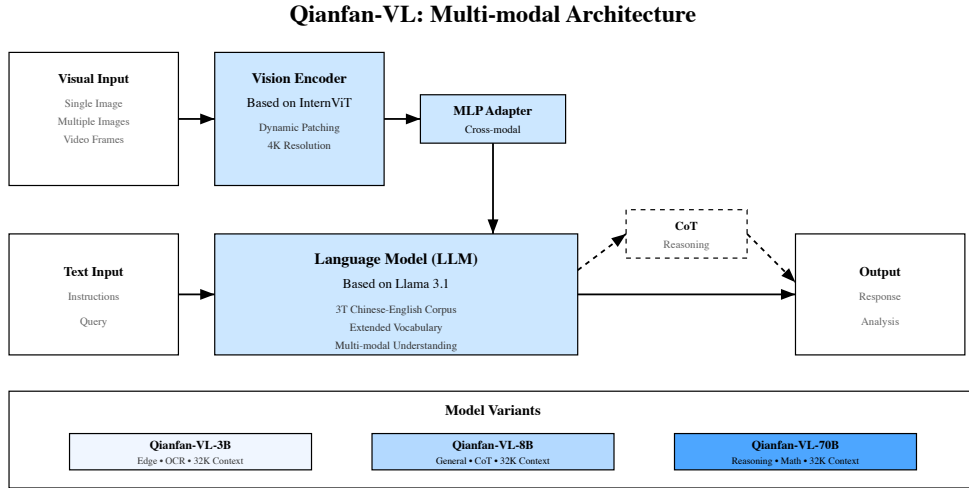 Qianfan-VL: Multi-modal Architecture
Visual Input
Single Image
Multiple Images
Video Frames
Vision Encoder
Based on InternViT
Dynamic Patching
4K Resolution
MLP Adapter
Cross-modal
Text Input
Instructions
Query
Language Model (LLM)
Based on Llama 3.1
3T Chinese-English Corpus
Extended Vocabulary
Multi-modal Understanding
CoT
Reasoning
Output
Response
Analysis
Model Variants
Qianfan-VL-3B
Edge • OCR • 32K Context
Qianfan-VL-8B
General • CoT • 32K Context
Qianfan-VL-70B
Reasoning • Math • 32K Context